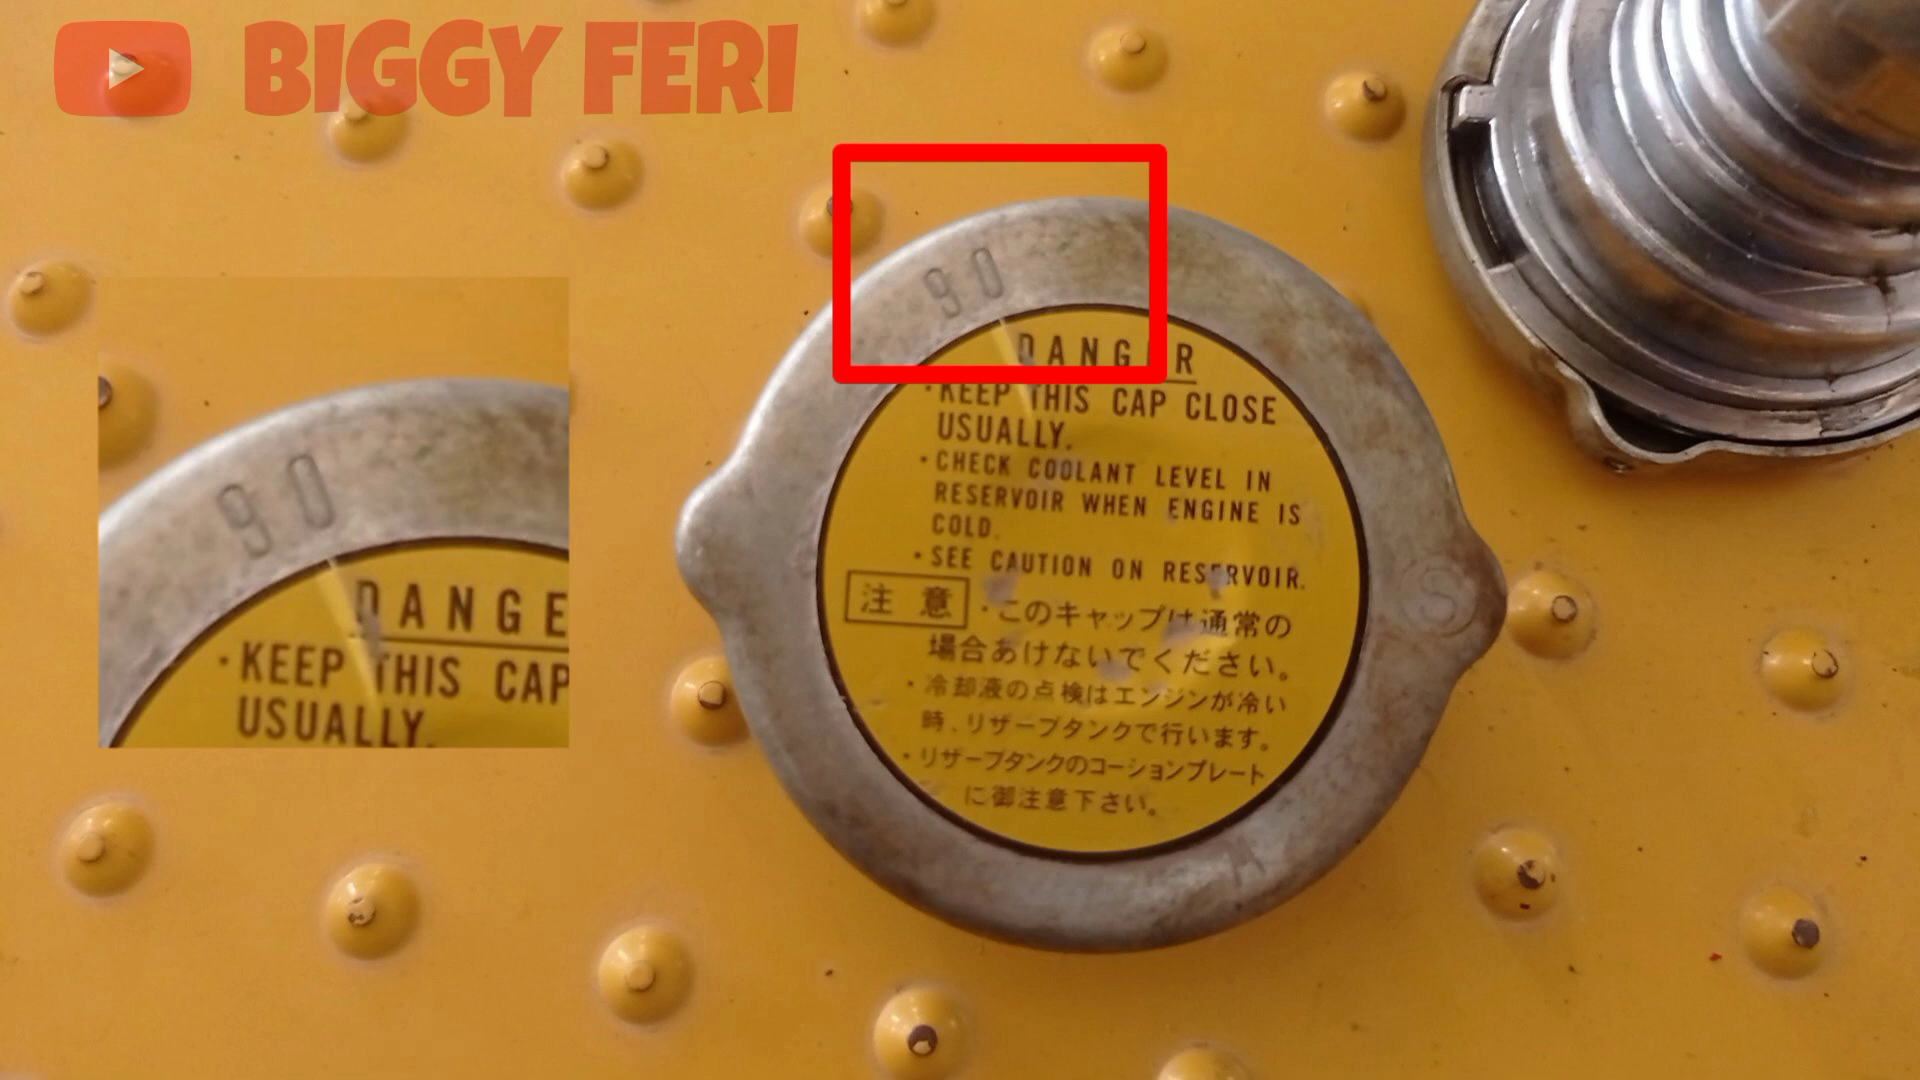 BIGGY FERI
90
DANGER
・KEEP THIS CAP CLOSE
USUALLY.
・CHECK COOLANT LEVEL IN
RESERVOIR WHEN ENGINE IS
COLD.
・SEE CAUTION ON RESERVOIR.
注意 ・このキャップは通常の
場合あけないでください。
・冷却液の点検はエンジンが冷い
時、リザーブタンクで行います。
・リザーブタンクのコーションプレート
に御注意下さい。
S
A
90
DANGE
・KEEP THIS CAP
USUALLY.